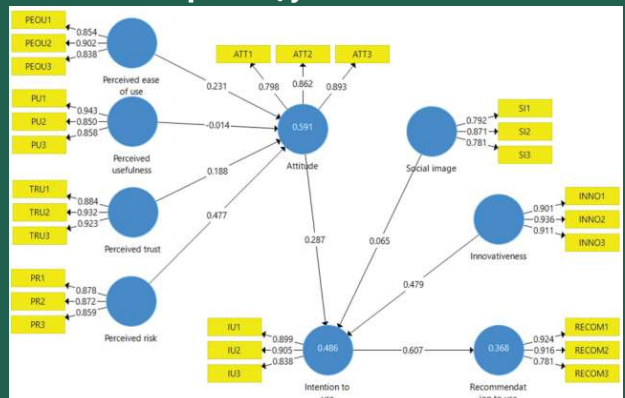 PEOU1
PEOU2
PEOU3
0.854
0.902
0.838
Perceived ease
of use
PU1
PU2
PU3
0.943
0.850
0.858
Perceived
usefulness
TRU1
TRU2
TRU3
0.884
0.932
0.923
Perceived trust
PR1
PR2
PR3
0.878
0.872
0.859
Perceived risk
0.231
-0.014
0.188
0.477
ATT1
ATT2
ATT3
0.798
0.862
0.893
0.591
Attitude
0.287
0.065
0.479
0.792
0.871
0.781
SI1
SI2
SI3
Social image
0.901
0.936
0.911
INNO1
INNO2
INNO3
Innovativeness
IU1
IU2
IU3
0.899
0.905
0.838
0.486
Intention to
0.607
0.368
Recommendat
0.924
0.916
0.781
RECOM1
RECOM2
RECOM3